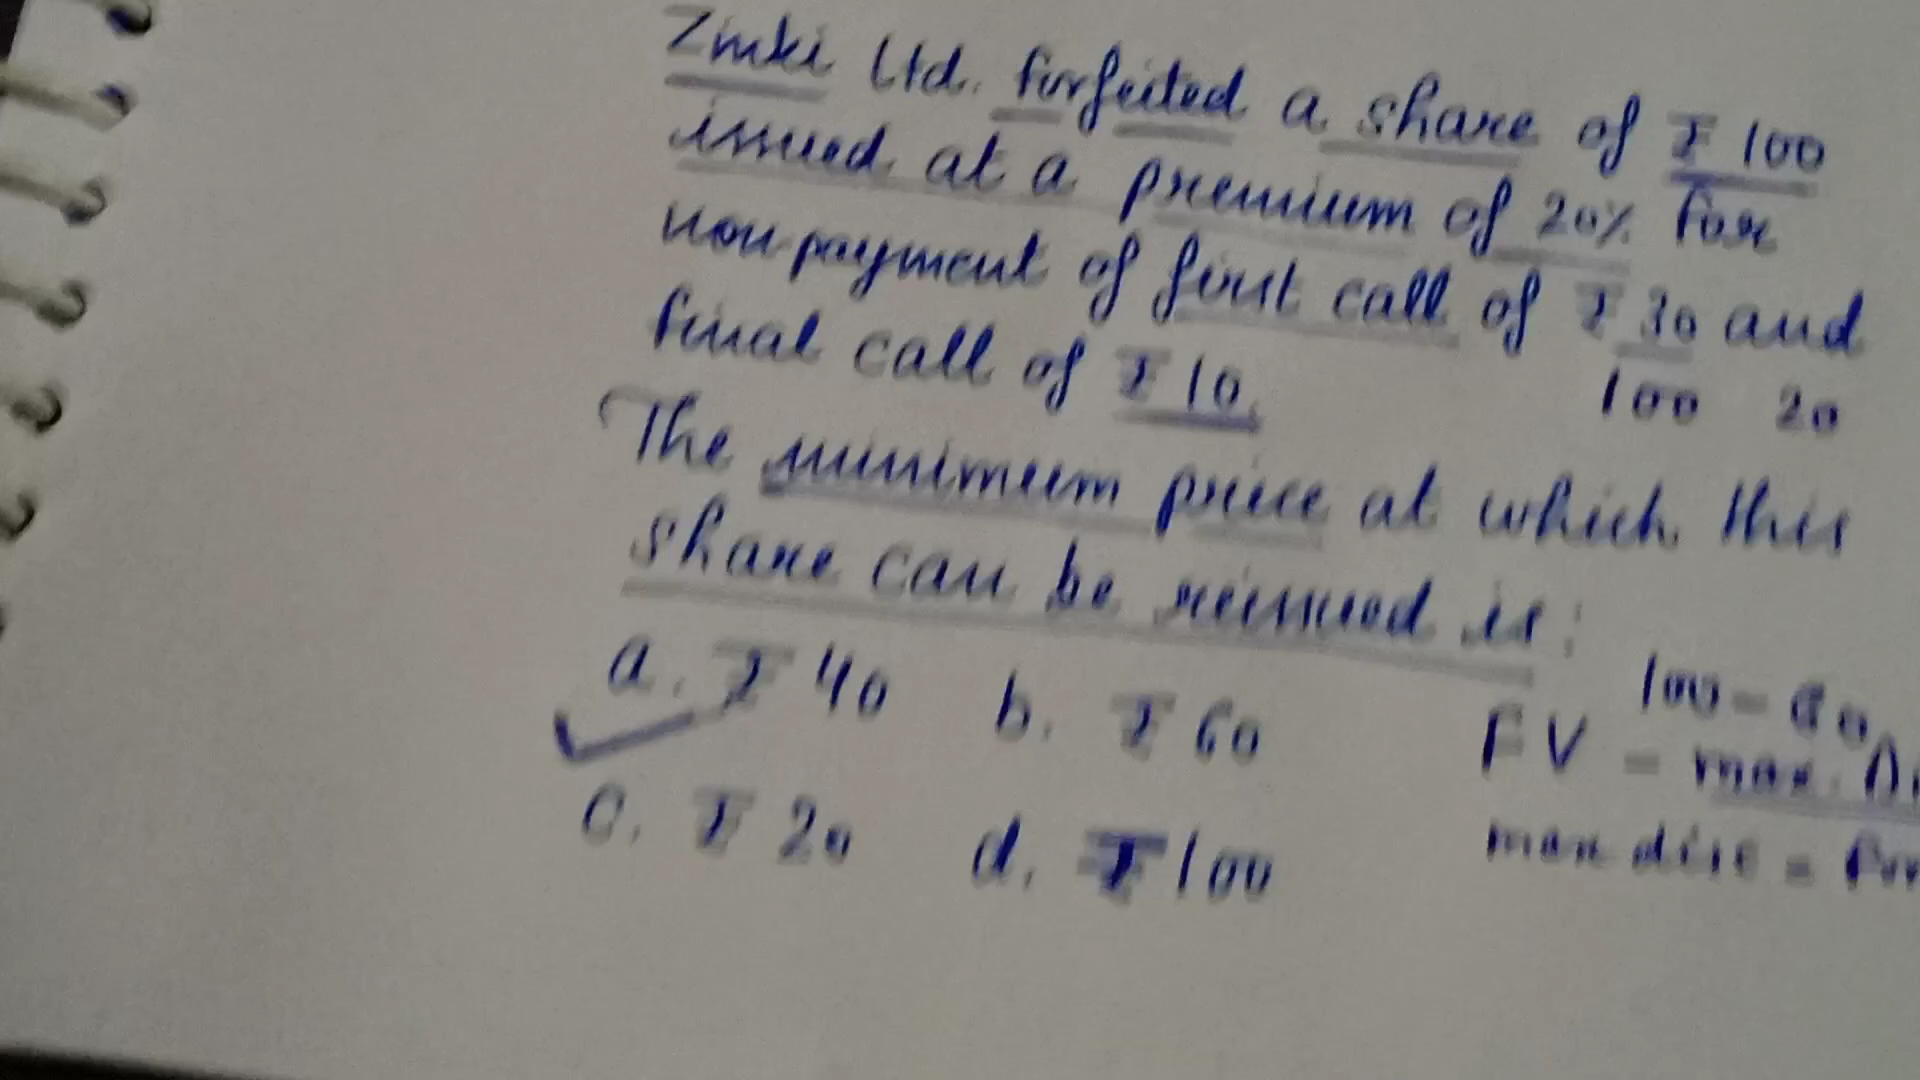 Zinki Ltd. forfeited a share of ₹ 100
issued at a premium of 20% for
non payment of first call of ₹ 30 and
final call of ₹ 10.
100 20
The minimum price at which this
share can be reissued is:
a. ₹ 40 b. ₹ 60
100 -
FV = max.
c. ₹ 20 d. ₹ 100
max disc =